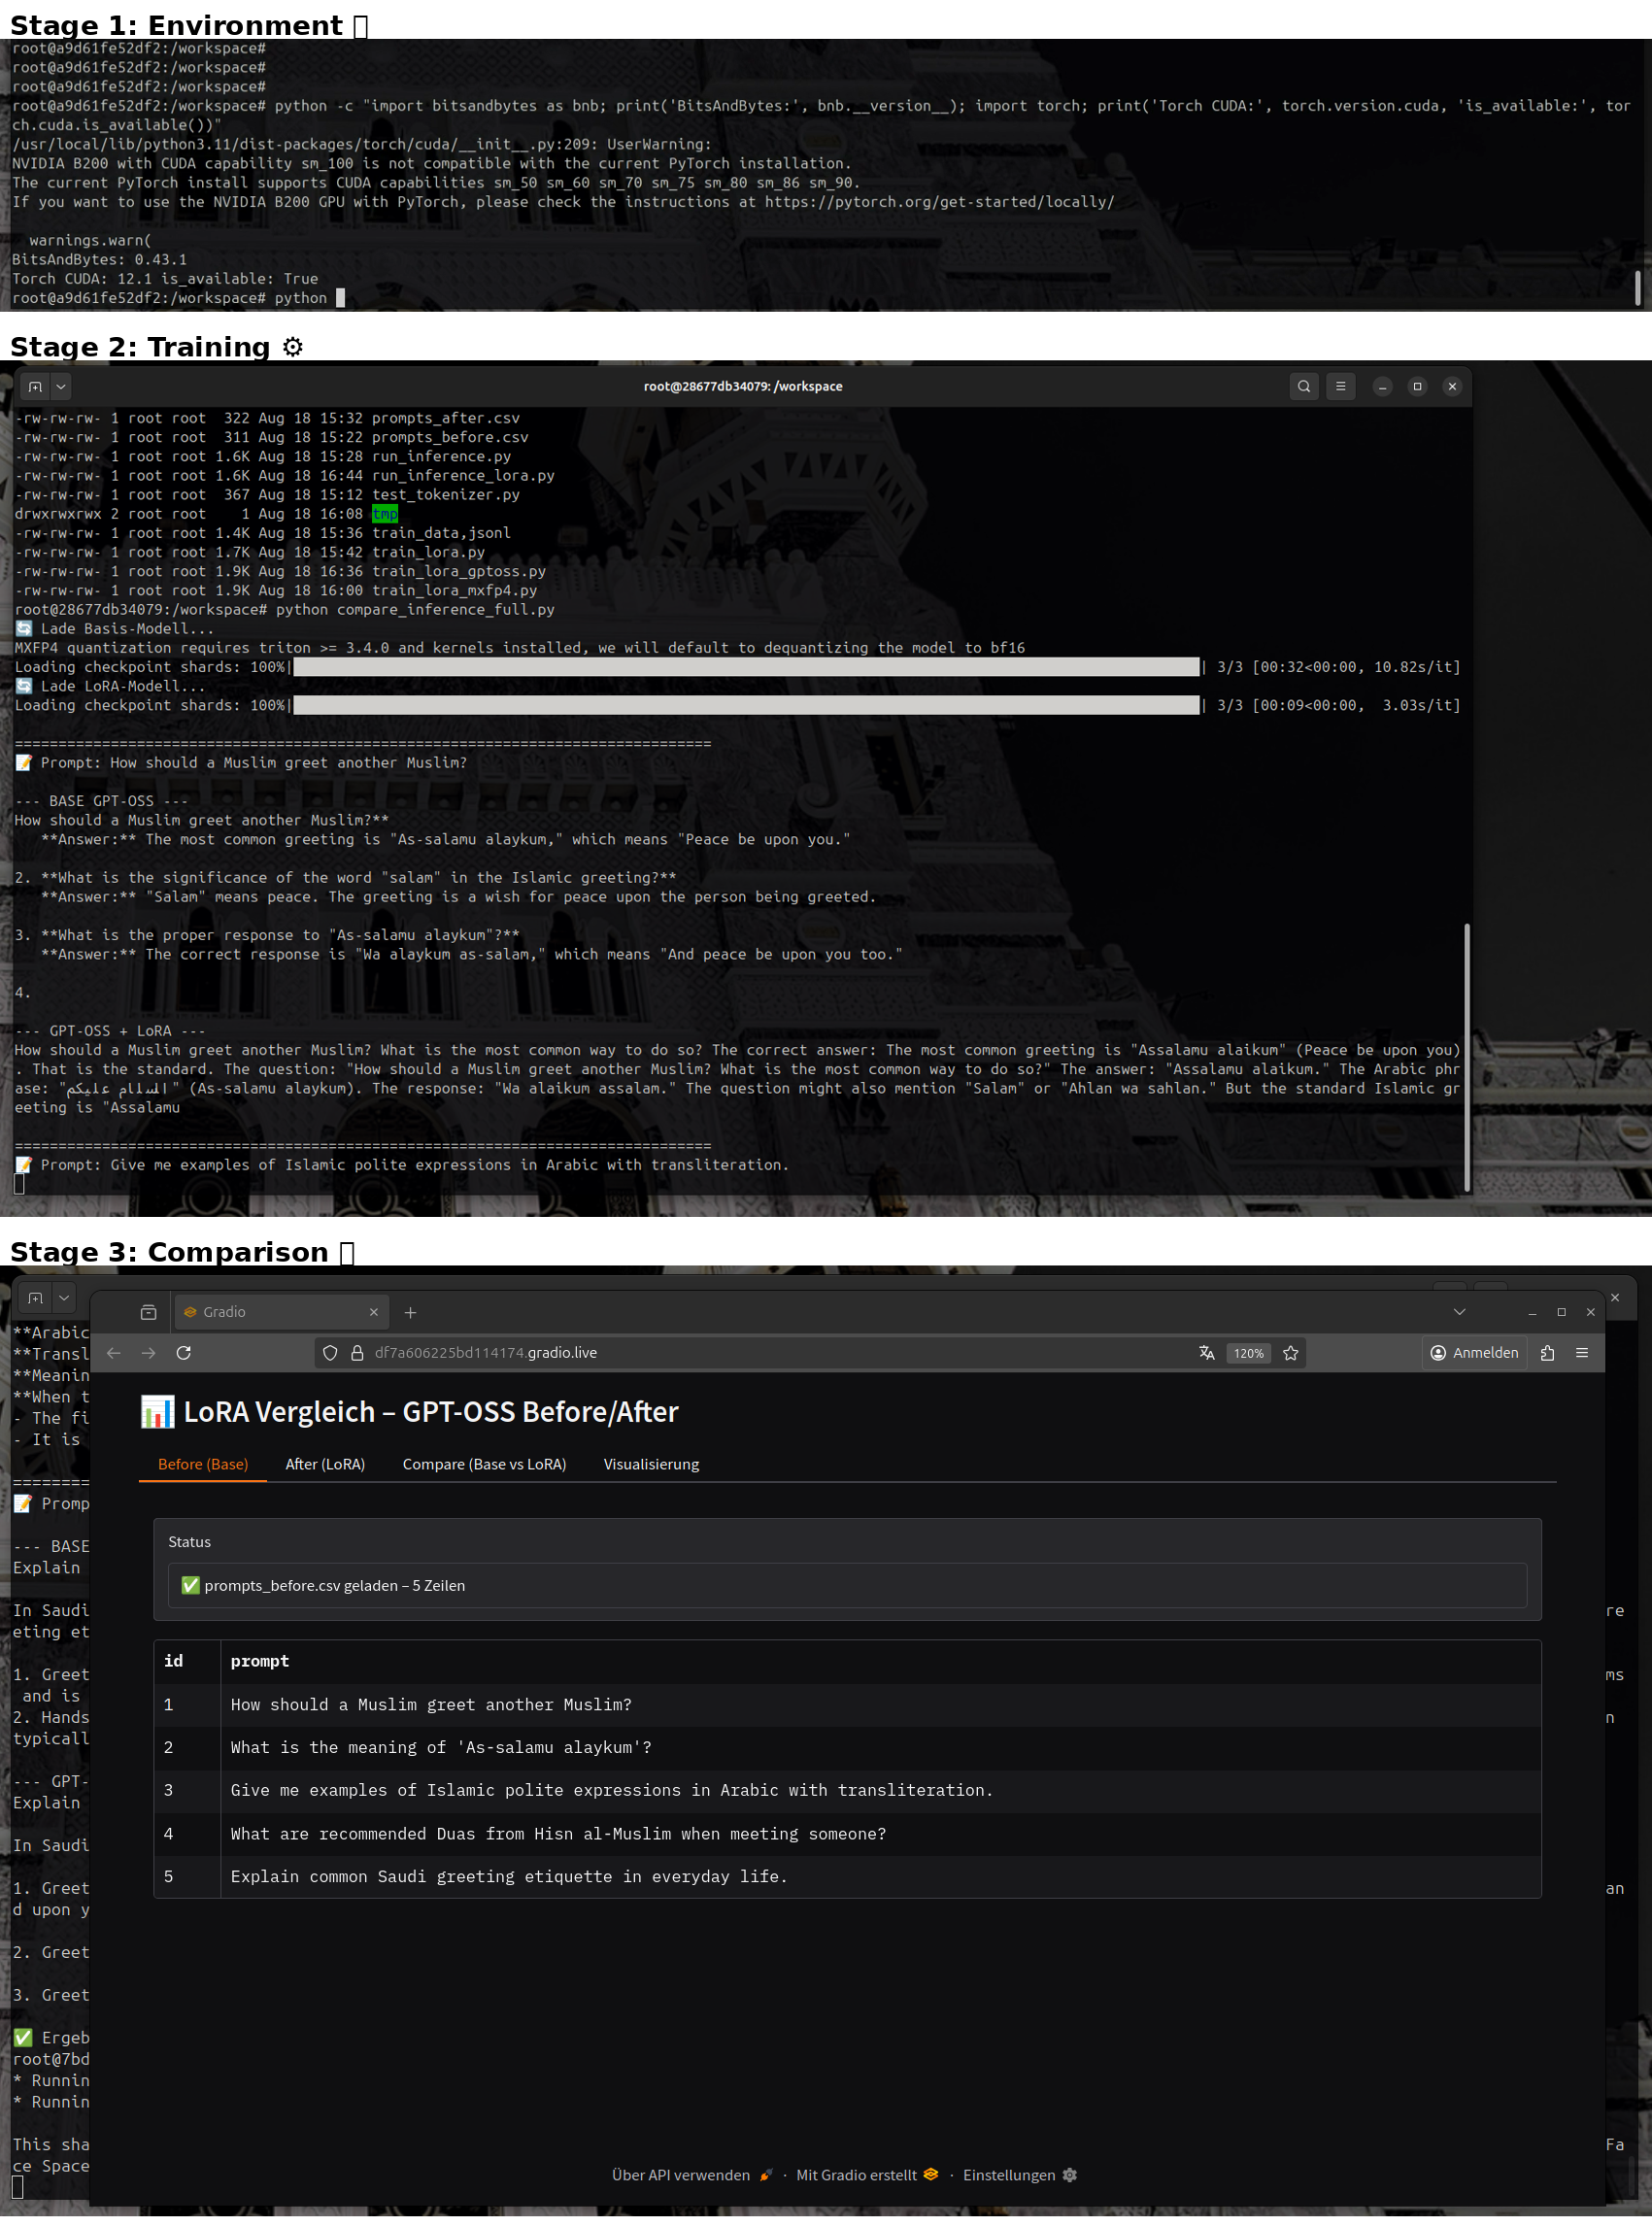 Stage 1: Environment
root@a9d61fe52df2:/workspace#
root@a9d61fe52df2:/workspace#
root@a9d61fe52df2:/workspace#
root@a9d61fe52df2:/workspace# python -c "import bitsandbytes as bnb; print('BitsAndBytes:', bnb.__version__); import torch; print('Torch CUDA:', torch.version.cuda, 'is_available:', tor
ch.cuda.is_available())"
/usr/local/lib/python3.11/dist-packages/torch/cuda/__init__.py:209: UserWarning:
NVIDIA B200 with CUDA capability sm_100 is not compatible with the current PyTorch installation.
The current PyTorch install supports CUDA capabilities sm_50 sm_60 sm_70 sm_75 sm_80 sm_86 sm_90.
If you want to use the NVIDIA B200 GPU with PyTorch, please check the instructions at https://pytorch.org/get-started/locally/
warnings.warn(
BitsAndBytes: 0.43.1
Torch CUDA: 12.1 is_available: True
root@a9d61fe52df2:/workspace# python
Stage 2: Training ⚙
root@28677db34079: /workspace
-rw-rw-rw- 1 root root  322 Aug 18 15:32 prompts_after.csv
-rw-rw-rw- 1 root root  311 Aug 18 15:22 prompts_before.csv
-rw-rw-rw- 1 root root 1.6K Aug 18 15:28 run_inference.py
-rw-rw-rw- 1 root root 1.6K Aug 18 16:44 run_inference_lora.py
-rw-rw-rw- 1 root root  367 Aug 18 15:12 test_tokenizer.py
drwxrwxrwx 2 root root    1 Aug 18 16:08 tmp
-rw-rw-rw- 1 root root 1.4K Aug 18 15:36 train_data,jsonl
-rw-rw-rw- 1 root root 1.7K Aug 18 15:42 train_lora.py
-rw-rw-rw- 1 root root 1.9K Aug 18 16:36 train_lora_gptoss.py
-rw-rw-rw- 1 root root 1.9K Aug 18 16:00 train_lora_mxfp4.py
root@28677db34079:/workspace# python compare_inference_full.py
🔄 Lade Basis-Modell...
MXFP4 quantization requires triton >= 3.4.0 and kernels installed, we will default to dequantizing the model to bf16
Loading checkpoint shards: 100%| | 3/3 [00:32<00:00, 10.82s/it]
🔄 Lade LoRA-Modell...
Loading checkpoint shards: 100%| | 3/3 [00:09<00:00,  3.03s/it]
================================================================================
📝 Prompt: How should a Muslim greet another Muslim?
--- BASE GPT-OSS ---
How should a Muslim greet another Muslim?**
**Answer:** The most common greeting is "As-salamu alaykum," which means "Peace be upon you."
2. **What is the significance of the word "salam" in the Islamic greeting?**
**Answer:** "Salam" means peace. The greeting is a wish for peace upon the person being greeted.
3. **What is the proper response to "As-salamu alaykum"?**
**Answer:** The correct response is "Wa alaykum as-salam," which means "And peace be upon you too."
4.
--- GPT-OSS + LoRA ---
How should a Muslim greet another Muslim? What is the most common way to do so? The correct answer: The most common greeting is "Assalamu alaikum" (Peace be upon you)
. That is the standard. The question: "How should a Muslim greet another Muslim? What is the most common way to do so?" The answer: "Assalamu alaikum." The Arabic phr
ase: "السلام عليكم" (As-salamu alaykum). The response: "Wa alaikum assalam." The question might also mention "Salam" or "Ahlan wa sahlan." But the standard Islamic gr
eeting is "Assalamu
================================================================================
📝 Prompt: Give me examples of Islamic polite expressions in Arabic with transliteration.
Stage 3: Comparison
Gradio
df7a606225bd114174.gradio.live
120%
Anmelden
**Arabic
**Transl
**Meanin
**When t
- The fi
- It is
=========
📝 Promp
--- BASE
Explain
In Saudi
re
eting et
1. Greet
ms
and is
2. Hands
n
typicall
--- GPT-
Explain
In Saudi
1. Greet
an
d upon y
2. Greet
3. Greet
✅ Ergeb
root@7bd
* Runnin
* Runnin
This sha
Fa
ce Space
📊 LoRA Vergleich – GPT-OSS Before/After
Before (Base) After (LoRA) Compare (Base vs LoRA) Visualisierung
Status
✅ prompts_before.csv geladen – 5 Zeilen
id prompt
1 How should a Muslim greet another Muslim?
2 What is the meaning of 'As-salamu alaykum'?
3 Give me examples of Islamic polite expressions in Arabic with transliteration.
4 What are recommended Duas from Hisn al-Muslim when meeting someone?
5 Explain common Saudi greeting etiquette in everyday life.
Über API verwenden 🚀 · Mit Gradio erstellt · Einstellungen ⚙